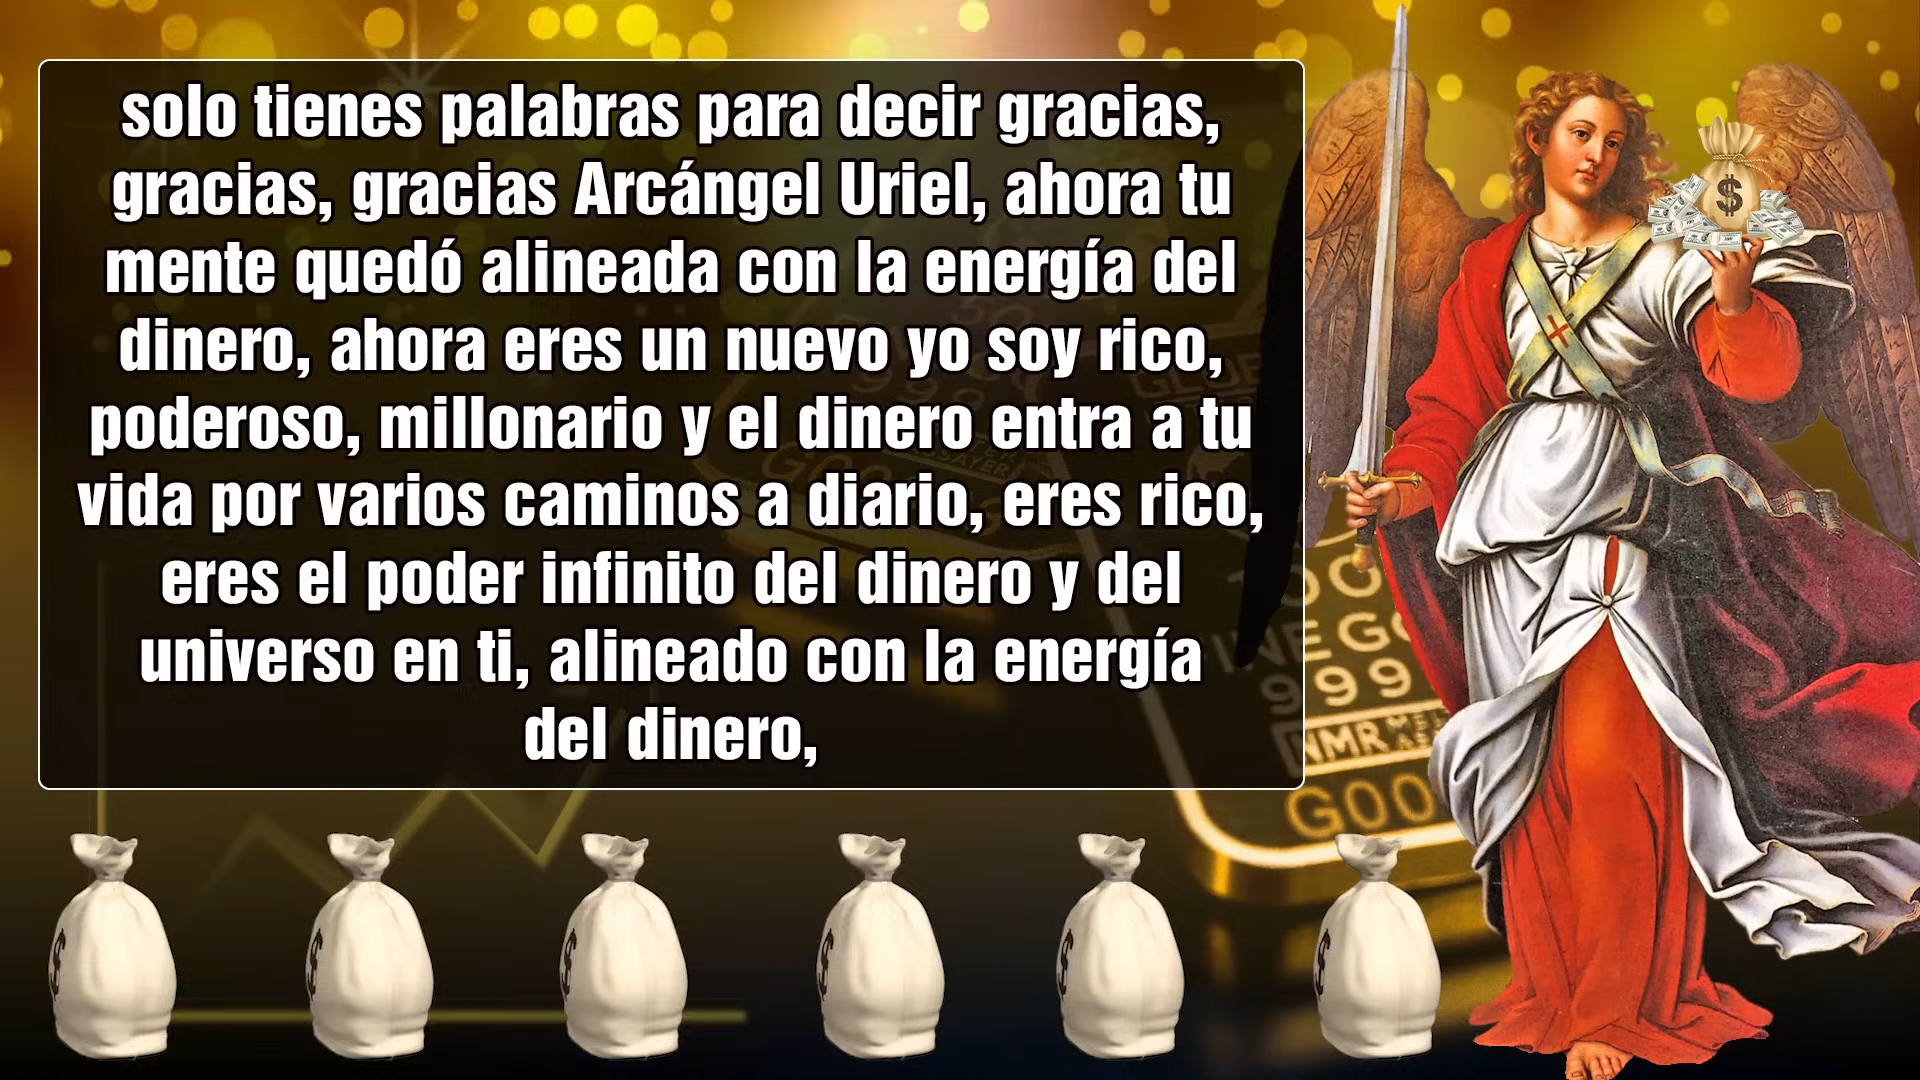 solo tienes palabras para decir gracias,
gracias, gracias Arcángel Uriel, ahora tu
mente quedó alineada con la energía del
dinero, ahora eres un nuevo yo soy rico,
poderoso, millonario y el dinero entra a tu
vida por varios caminos a diario, eres rico,
eres el poder infinito del dinero y del
universo en ti, alineado con la energía
del dinero,
$
999
$
$
$
$
$
$